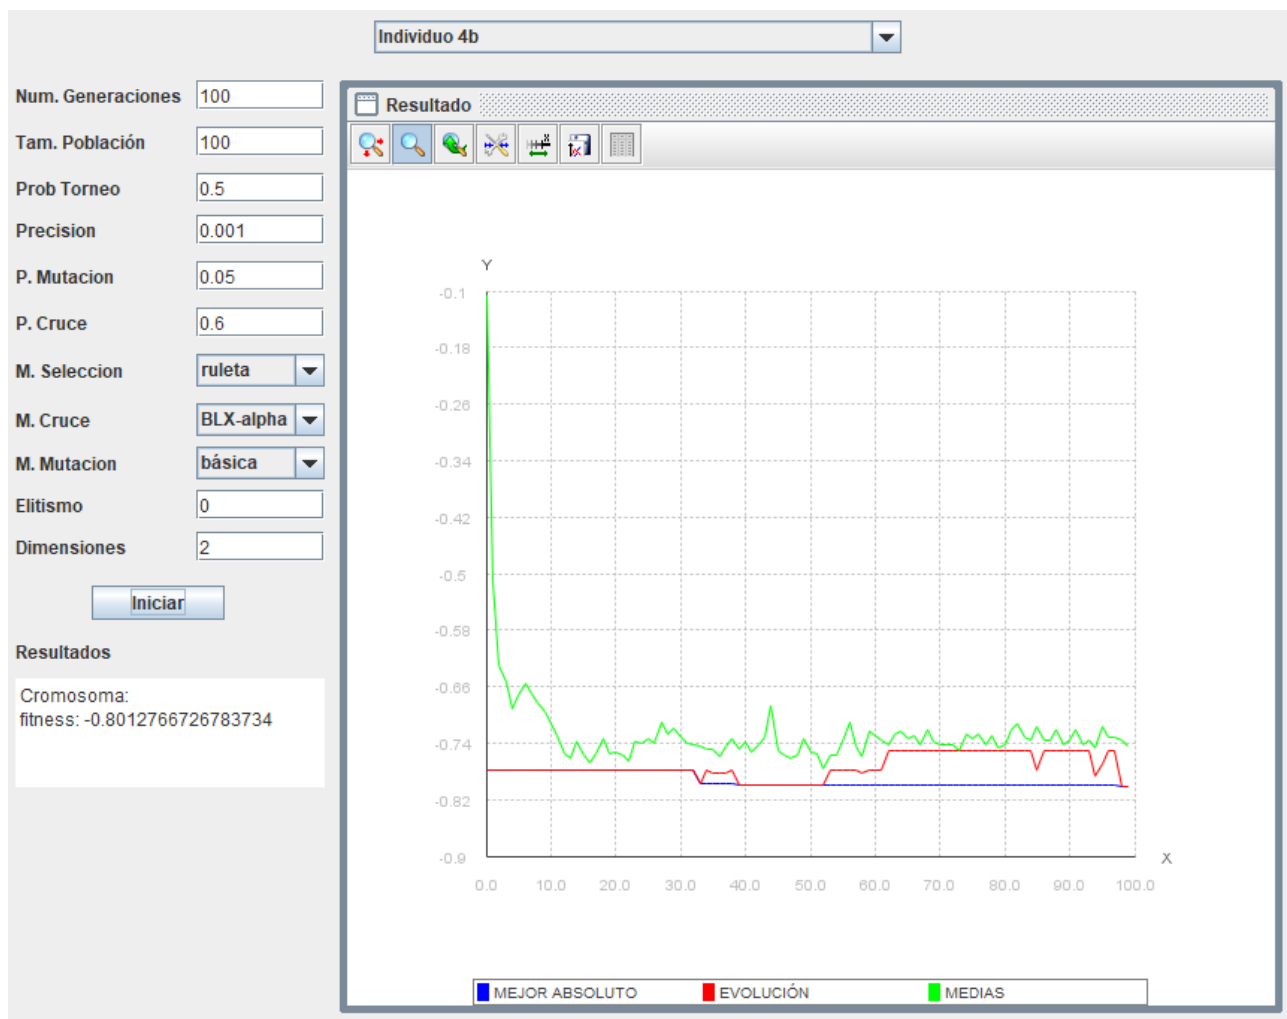 Individuo 4b
Num. Generaciones 100
Tam. Población 100
Prob Torneo 0.5
Precision 0.001
P. Mutacion 0.05
P. Cruce 0.6
M. Seleccion ruleta
M. Cruce BLX-alpha
M. Mutacion básica
Elitismo 0
Dimensiones 2
Iniciar
Resultados
Cromosoma:
fitness: -0.8012766726783734
Resultado
Y
-0.1
-0.18
-0.26
-0.34
-0.42
-0.5
-0.58
-0.66
-0.74
-0.82
-0.9
X
0.0 10.0 20.0 30.0 40.0 50.0 60.0 70.0 80.0 90.0 100.0
MEJOR ABSOLUTO EVOLUCIÓN MEDIAS